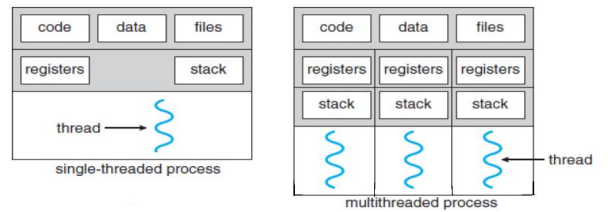 code data files
registers stack
thread
single-threaded process
code data files
registers registers registers
stack stack stack
thread
multithreaded process